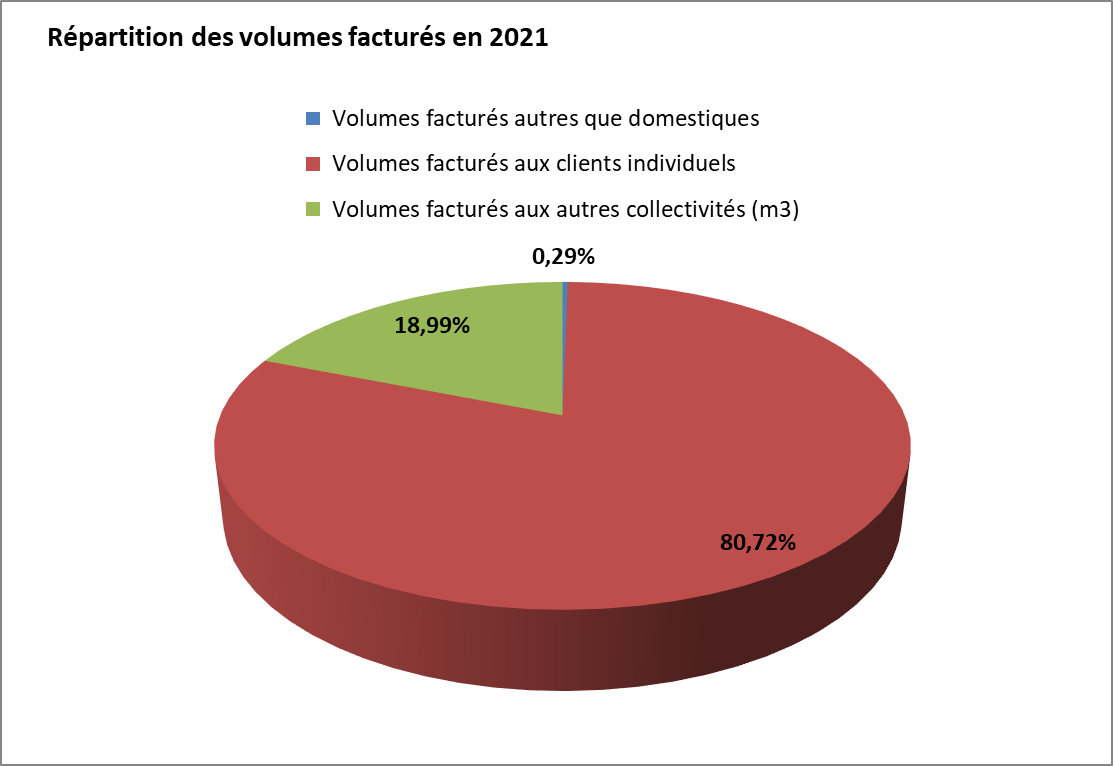 Répartition des volumes facturés en 2021
Volumes facturés autres que domestiques
Volumes facturés aux clients individuels
Volumes facturés aux autres collectivités (m3)
0,29%
18,99%
80,72%